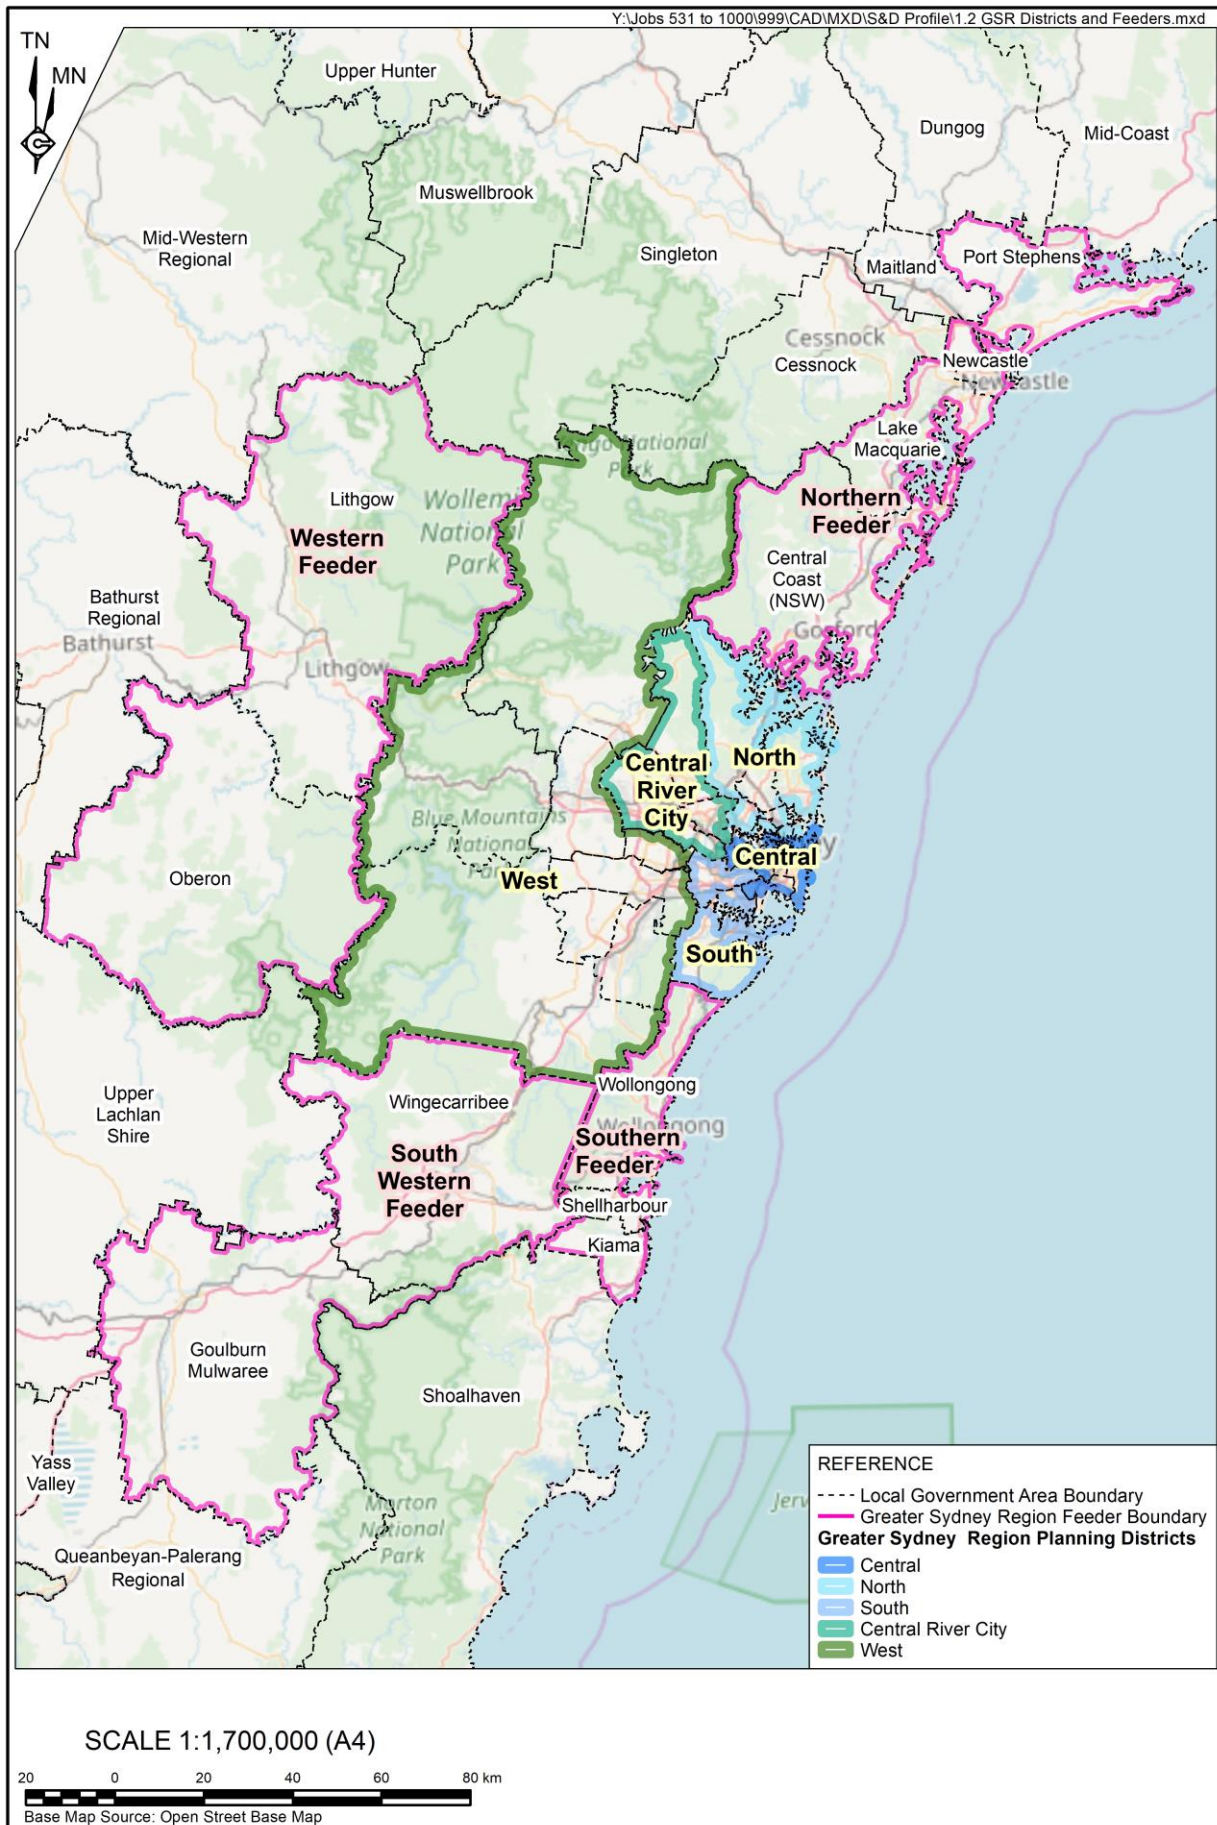 Y:\Jobs 531 to 1000\999\CAD\MXD\S&D Profile\1.2 GSR Districts and Feeders.mxd
TN
MN
Upper Hunter
Dungog
Mid-Coast
Muswellbrook
Mid-Western
Regional
Singleton
Maitland
Port Stephens
Cessnock
Cessnock
Newcastle
Newcastle
Lake
Macquarie
National
Park
Lithgow
Wollemi
National
Park
Western
Feeder
Northern
Feeder
Central
Coast
(NSW)
Gosford
Bathurst
Regional
Bathurst
Lithgow
North
Central
River
City
Blue Mountains
National
Park
Central
West
Oberon
South
Wollongong
Wollongong
Wingecarribee
Upper
Lachlan
Shire
Southern
Feeder
South
Western
Feeder
Shellharbour
Kiama
Goulburn
Mulwaree
Shoalhaven
Yass
Valley
Morton
National
Park
Queanbeyan-Palerang
Regional
REFERENCE
Local Government Area Boundary
Greater Sydney Region Feeder Boundary
Greater Sydney Region Planning Districts
Central
North
South
Central River City
West
SCALE 1:1,700,000 (A4)
20 0 20 40 60 80 km
Base Map Source: Open Street Base Map